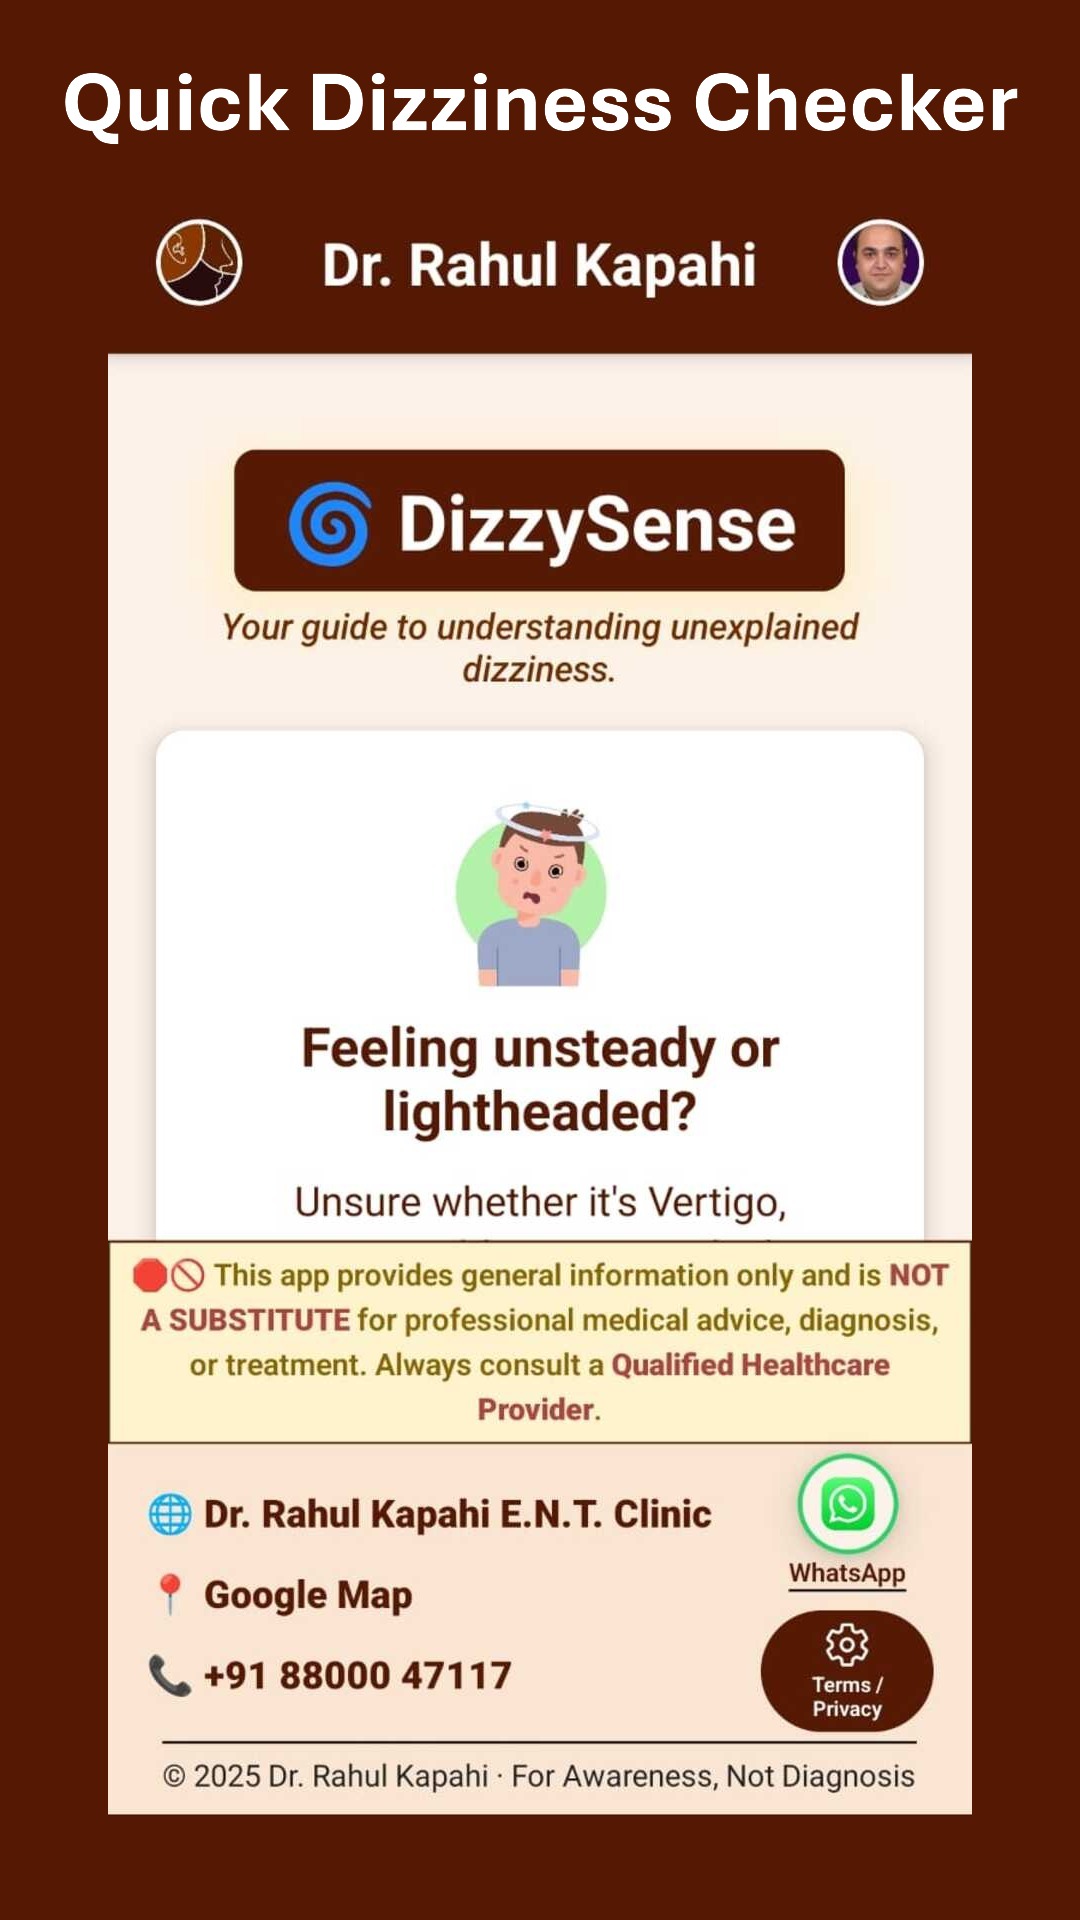 Quick Dizziness Checker
Dr. Rahul Kapahi
🌀 DizzySense
Your guide to understanding unexplained
dizziness.
Feeling unsteady or
lightheaded?
Unsure whether it's Vertigo,
🛑🚫 This app provides general information only and is NOT
A SUBSTITUTE for professional medical advice, diagnosis,
or treatment. Always consult a Qualified Healthcare
Provider.
🌐 Dr. Rahul Kapahi E.N.T. Clinic
📍 Google Map
📞 +91 88000 47117
WhatsApp
Terms /
Privacy
© 2025 Dr. Rahul Kapahi · For Awareness, Not Diagnosis